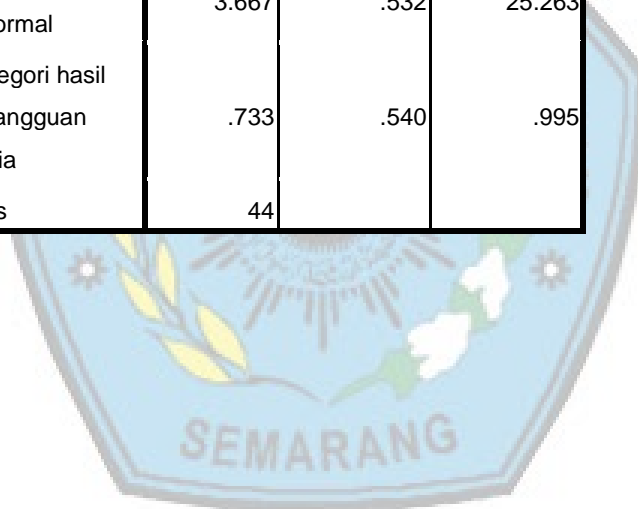 3.667 .532 25.263
ormal
egori hasil
angguan .733 .540 .995
ia
s 44
SEMARANG